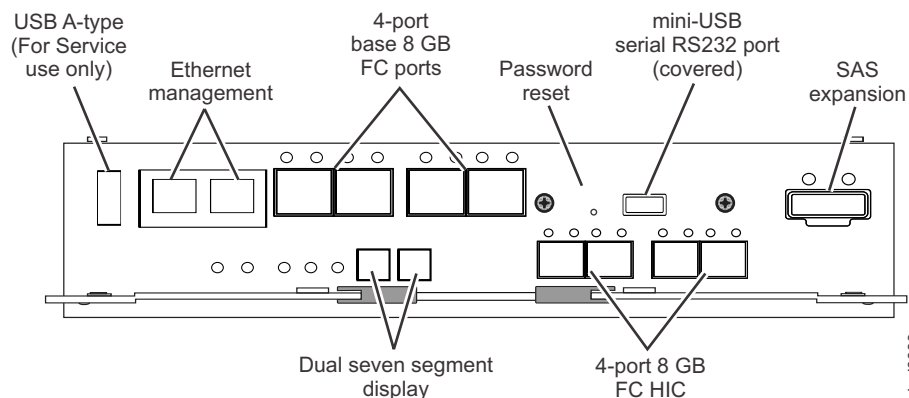 USB A-type
(For Service
use only)
Ethernet
management
4-port
base 8 GB
FC ports
Password
reset
mini-USB
serial RS232 port
(covered)
SAS
expansion
Dual seven segment
display
4-port 8 GB
FC HIC